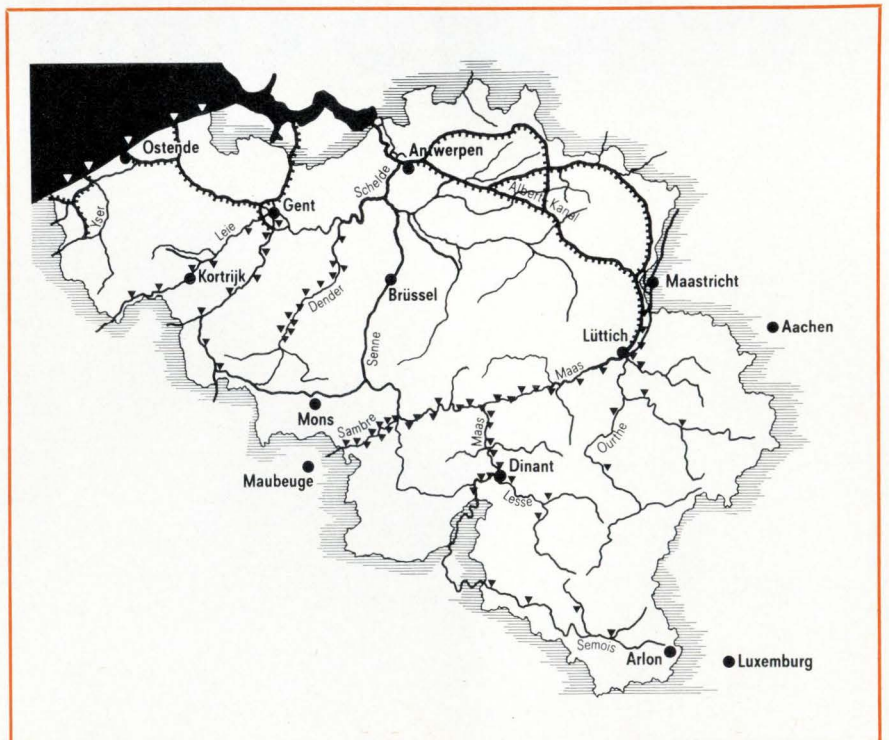 Ostende
Antwerpen
Schelde
Albert Kanal
Yser
Gent
Leie
Kortrijk
Dender
Brüssel
Maastricht
Senne
Lüttich
Aachen
Maas
Mons
Sambre
Maas
Ourthe
Maubeuge
Dinant
Lesse
Semois
Arlon
Luxemburg